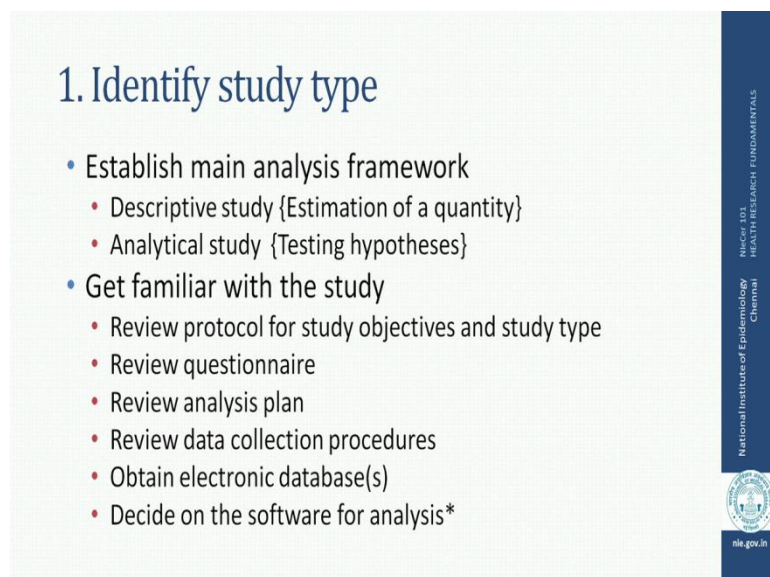 1. Identify study type
• Establish main analysis framework
• Descriptive study {Estimation of a quantity}
• Analytical study {Testing hypotheses}
• Get familiar with the study
• Review protocol for study objectives and study type
• Review questionnaire
• Review analysis plan
• Review data collection procedures
• Obtain electronic database(s)
• Decide on the software for analysis*
NIeCer 101
HEALTH RESEARCH FUNDAMENTALS
National Institute of Epidemiology
Chennai
nie.gov.in